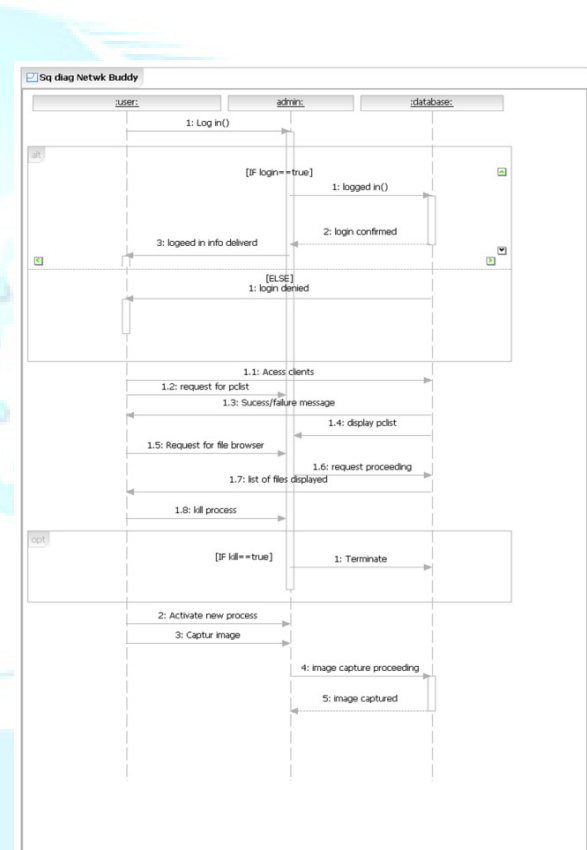 Sq diag Netwk Buddy
:user:
admin:
:database:
1: Log in()
alt
[IF login==true]
1: logged in()
2: login confirmed
3: logeed in info deliverd
[ELSE]
1: login denied
1.1: Acess clients
1.2: request for pclist
1.3: Sucess/failure message
1.4: display pclist
1.5: Request for file browser
1.6: request proceeding
1.7: list of files displayed
1.8: kill process
opt
[IF kill==true]
1: Terminate
2: Activate new process
3: Captur image
4: image capture proceeding
5: image captured